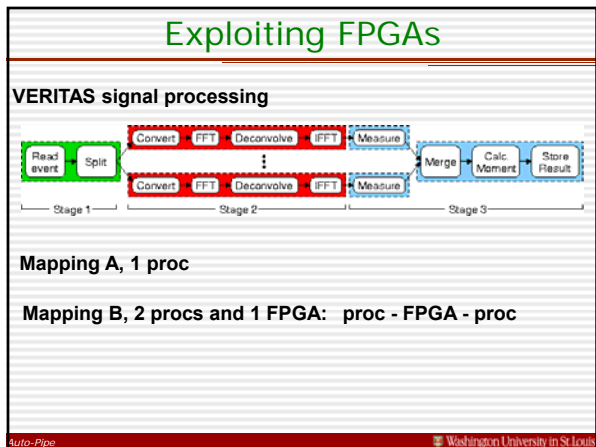 Exploiting FPGAs
VERITAS signal processing
Read event
Split
Convert
FFT
Deconvolve
IFFT
Measure
Convert
FFT
Deconvolve
IFFT
Measure
Merge
Calc. Moment
Store Result
Stage 1
Stage 2
Stage 3
Mapping A, 1 proc
Mapping B, 2 procs and 1 FPGA: proc - FPGA - proc
Auto-Pipe
Washington University in St.Louis